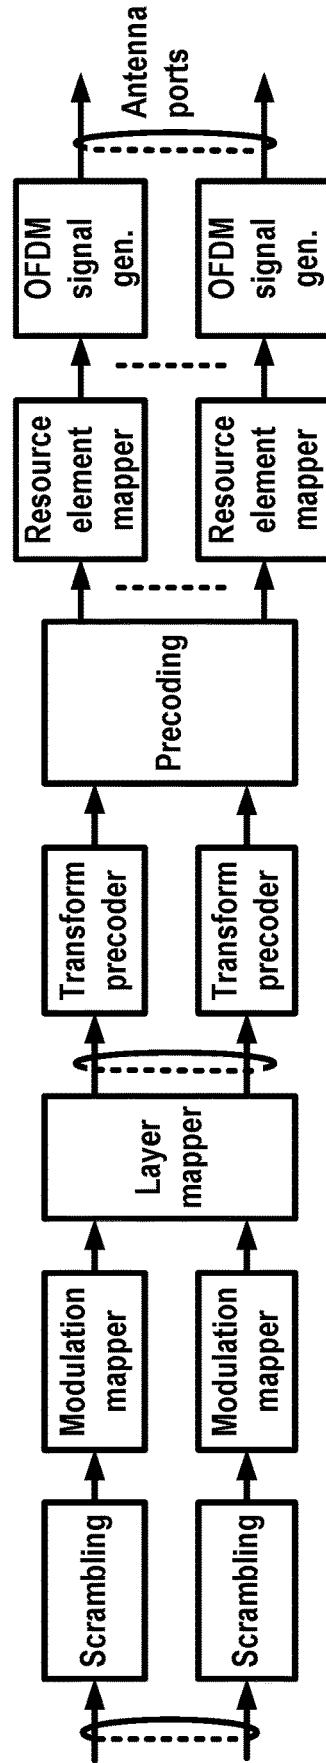 Scrambling
Scrambling
Modulation
mapper
Modulation
mapper
Layer
mapper
Transform
precoder
Transform
precoder
Precoding
Resource
element
mapper
Resource
element
mapper
OFDM
signal
gen.
OFDM
signal
gen.
Antenna
ports